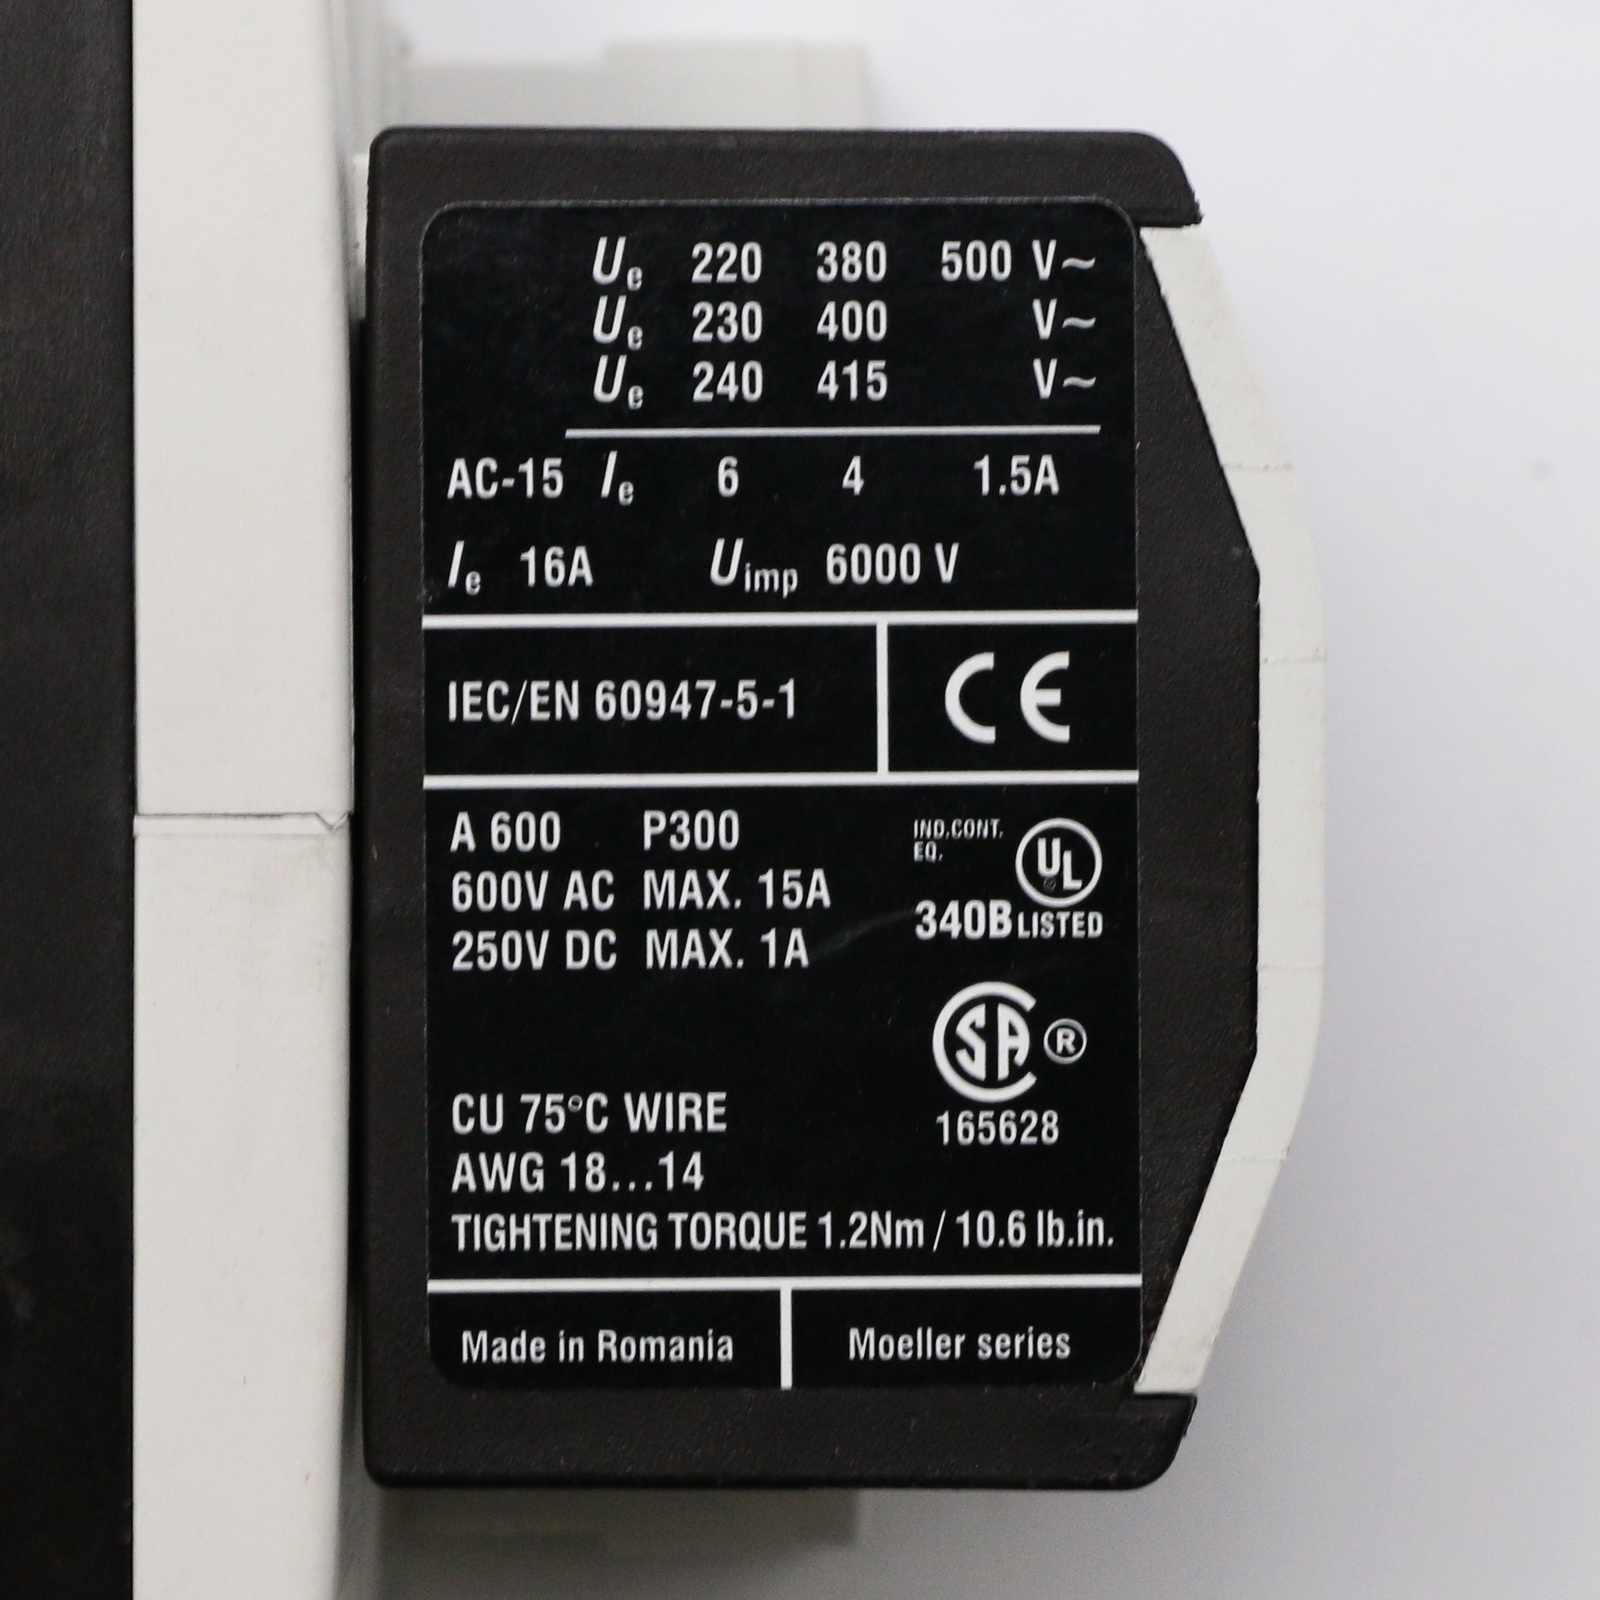 Ue 220 380 500 V~
Ue 230 400 V~
Ue 240 415 V~
AC-15 Ie 6 4 1.5A
Ie 16A Uimp 6000 V
IEC/EN 60947-5-1 CE
A 600 P300
600V AC MAX. 15A
250V DC MAX. 1A
IND.CONT.
EQ.
UL
340B LISTED
CSA ®
165628
CU 75°C WIRE
AWG 18...14
TIGHTENING TORQUE 1.2Nm / 10.6 lb.in.
Made in Romania Moeller series